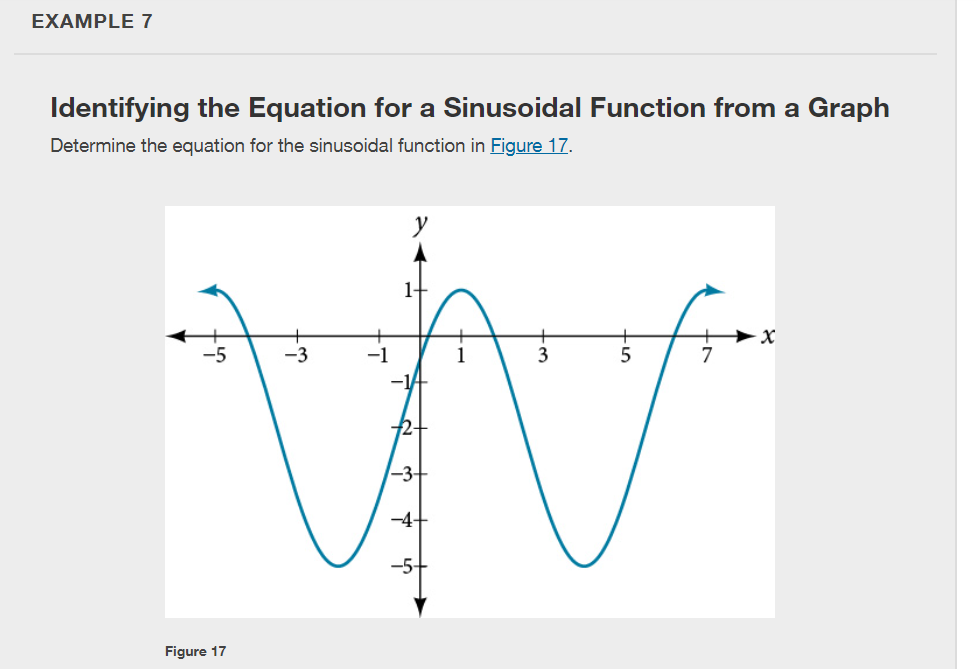 EXAMPLE 7
Identifying the Equation for a Sinusoidal Function from a Graph
Determine the equation for the sinusoidal function in Figure 17.
y
1
x
−5 −3 −1 1 3 5 7
−1
−2
−3
−4
−5
Figure 17